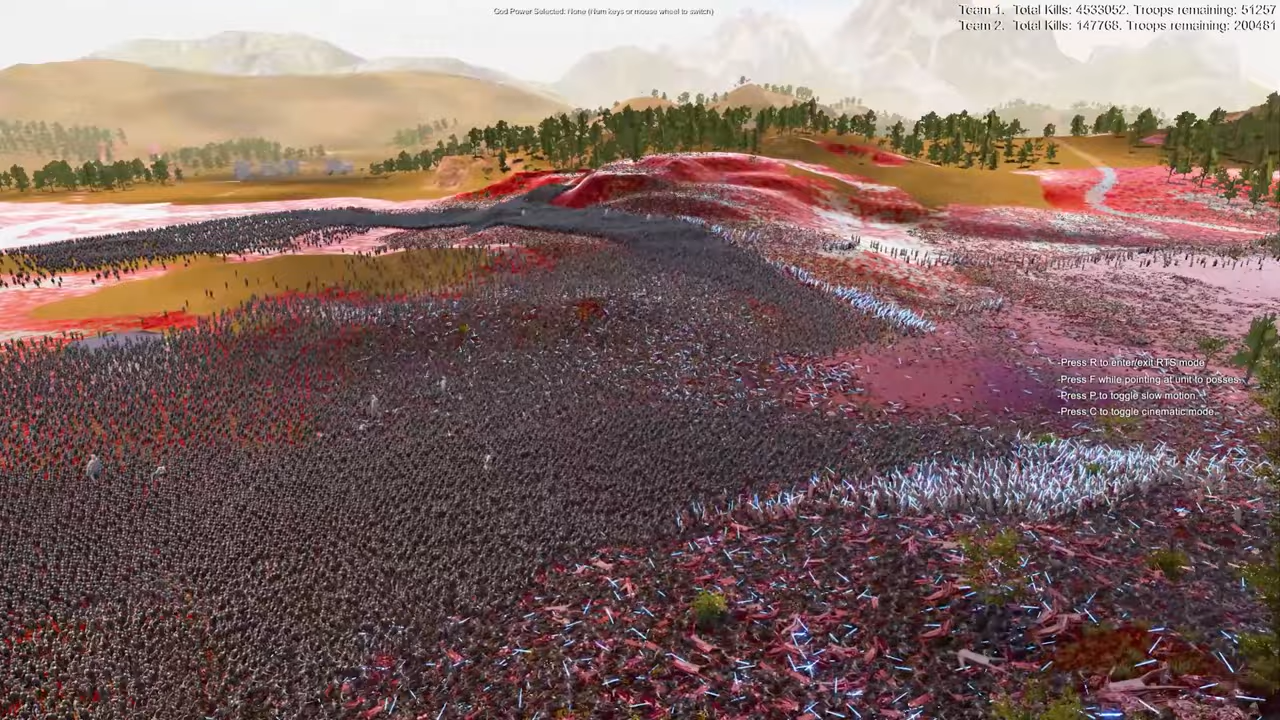 God Power Selected: None (Num keys or mouse wheel to switch)
Team 1.  Total Kills: 4533052. Troops remaining: 51257
Team 2.  Total Kills: 147768. Troops remaining: 200481
-Press R to enter/exit RTS mode
-Press F while pointing at unit to posses.
-Press P to toggle slow motion.
-Press C to toggle cinematic mode.